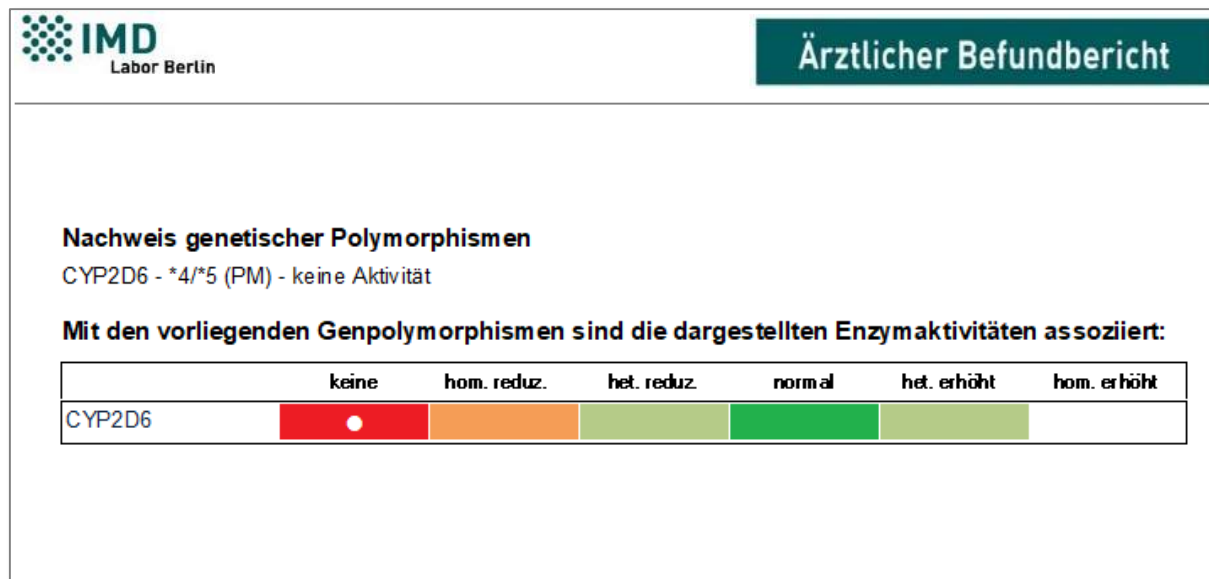 IMD
Labor Berlin
Ärztlicher Befundbericht
Nachweis genetischer Polymorphismen
CYP2D6 - *4/*5 (PM) - keine Aktivität
Mit den vorliegenden Genpolymorphismen sind die dargestellten Enzymaktivitäten assoziiert:
keine hom. reduz. het. reduz. normal het. erhöht hom. erhöht
CYP2D6